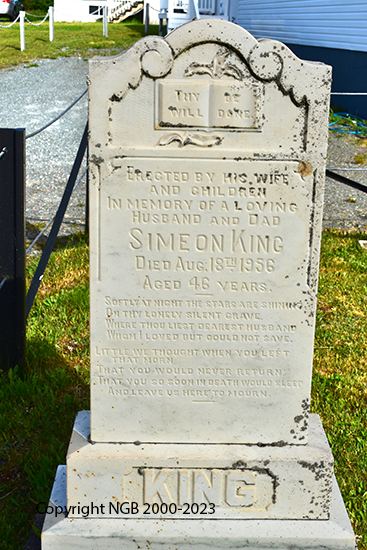 Thy Be
Will Done
Erected by his wife
and children
In memory of a loving
Husband and Dad
Simeon King
Died Aug. 18th 1956
Aged 46 years.
Softly at night the stars are shining
On thy lonely silent grave.
Where thou liest dearest husband
Whom I loved but could not save.
Little we thought when you left
that morn.
That you would never return.
That you so soon in death would sleep
And leave us here to mourn.
KING
Copyright NGB 2000-2023